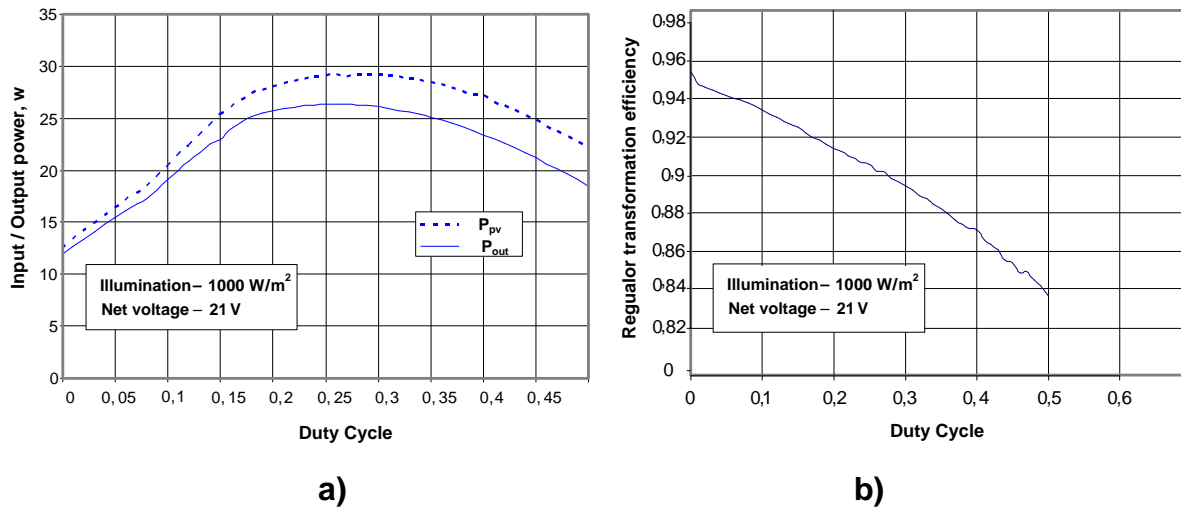 35
30
25
20
15
10
5
0
Input / Output power, w
P_pv
P_out
Illumination – 1000 W/m²
Net voltage – 21 V
0 0,05 0,1 0,15 0,2 0,25 0,3 0,35 0,4 0,45
Duty Cycle
a)
0,98
0,96
0,94
0,92
0,9
0,88
0,86
0,84
0,82
0
Regualor transformation efficiency
Illumination – 1000 W/m²
Net voltage – 21 V
0 0,1 0,2 0,3 0,4 0,5 0,6
Duty Cycle
b)